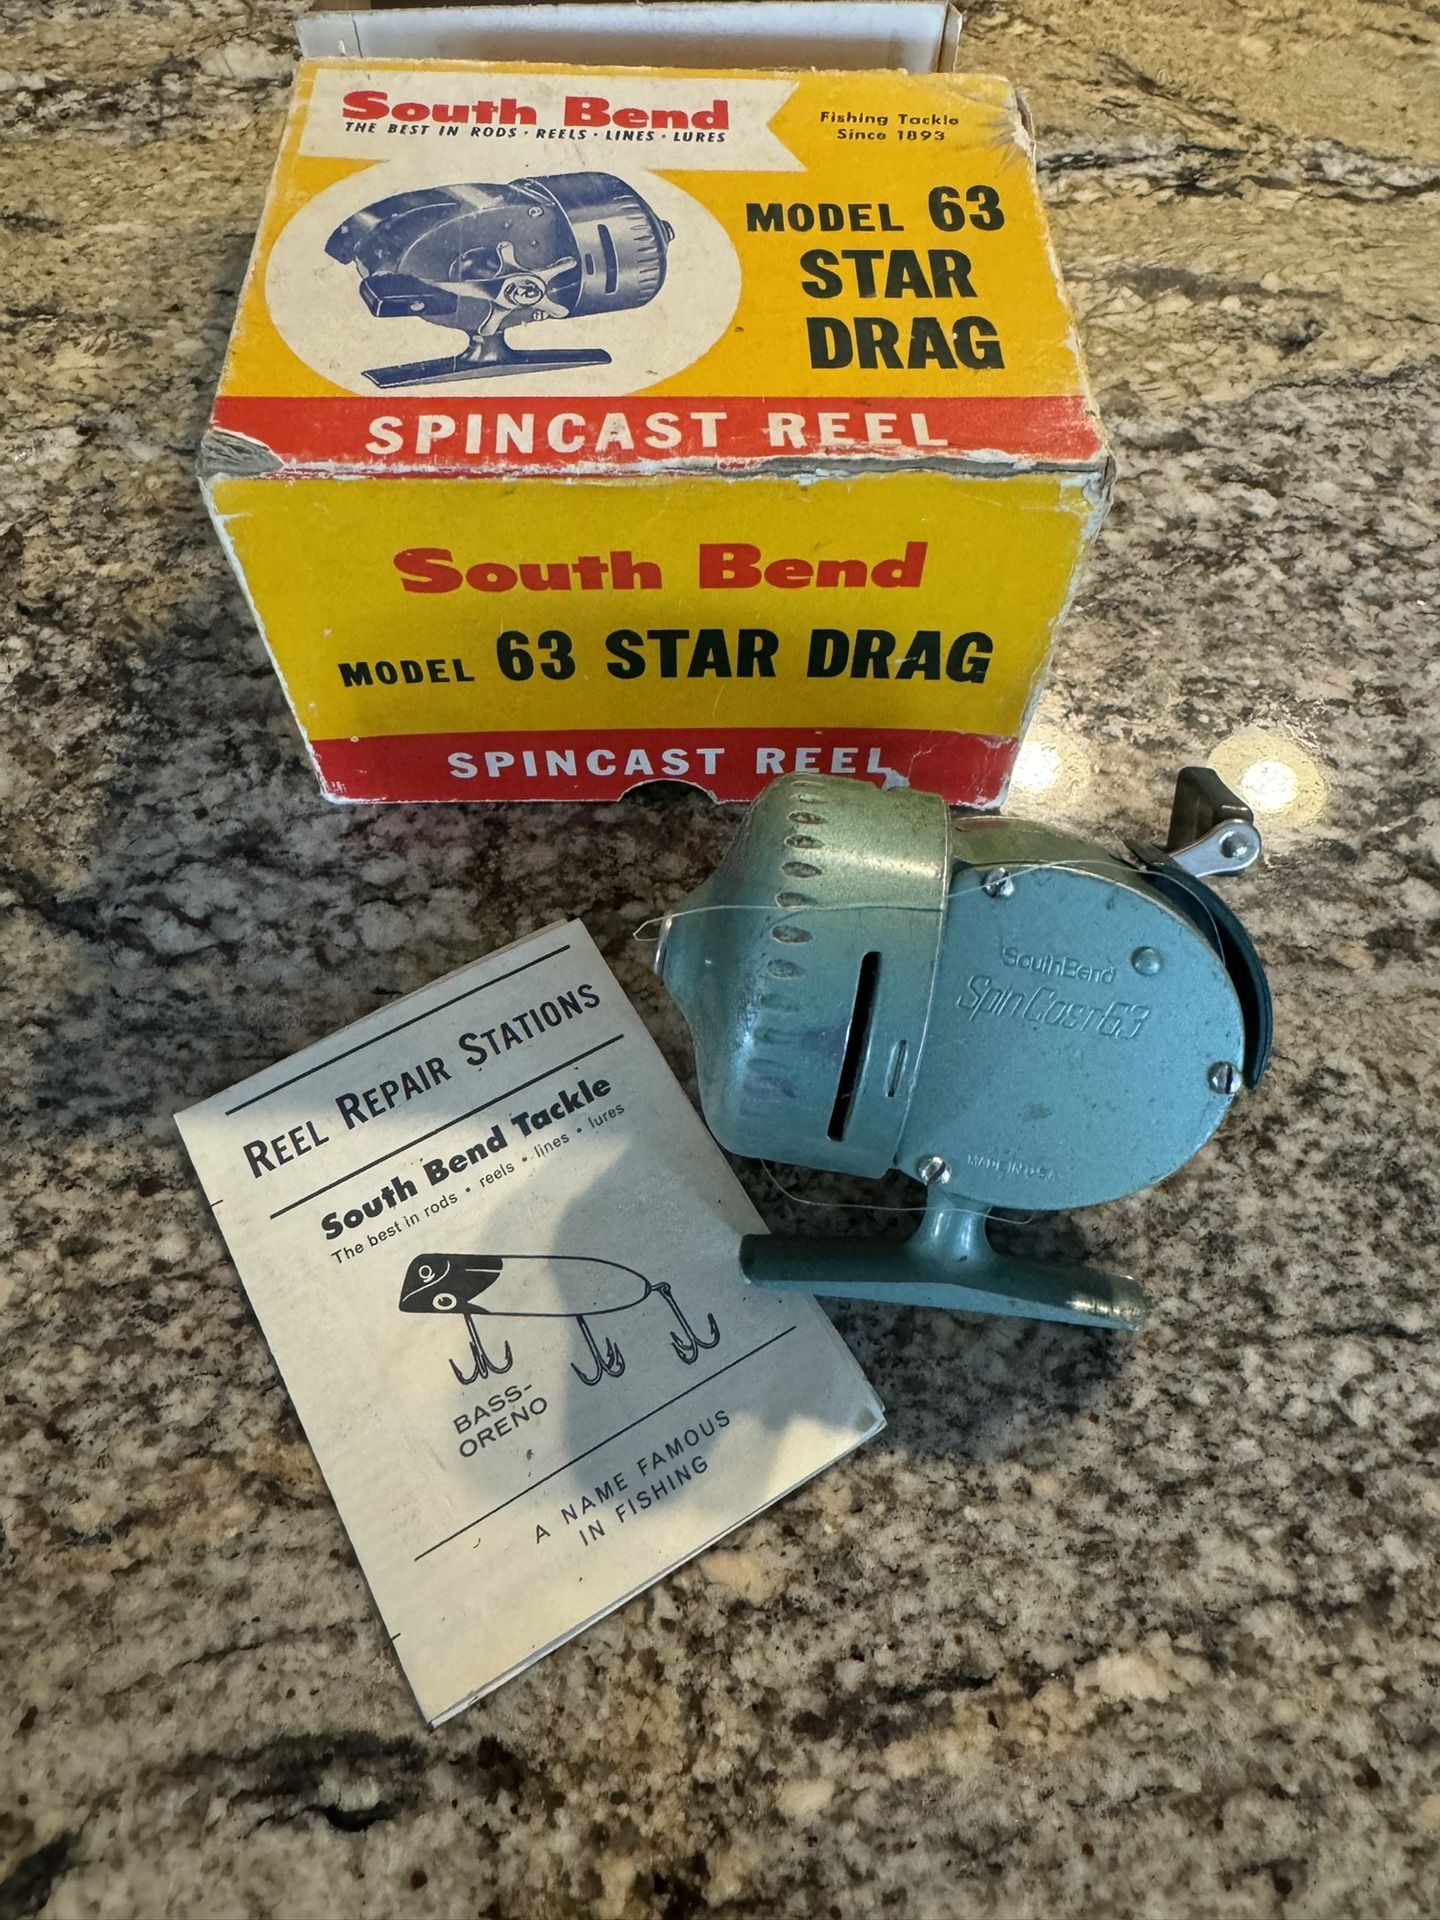 South Bend
THE BEST IN RODS · REELS · LINES · LURES
Fishing Tackle
Since 1893
MODEL 63
STAR
DRAG
SPINCAST REEL
South Bend
MODEL 63 STAR DRAG
SPINCAST REEL
SouthBend
SpinCast 63
MADE IN U.S.A.
REEL REPAIR STATIONS
South Bend Tackle
The best in rods • reels • lines • lures
BASS-
ORENO
A NAME FAMOUS
IN FISHING